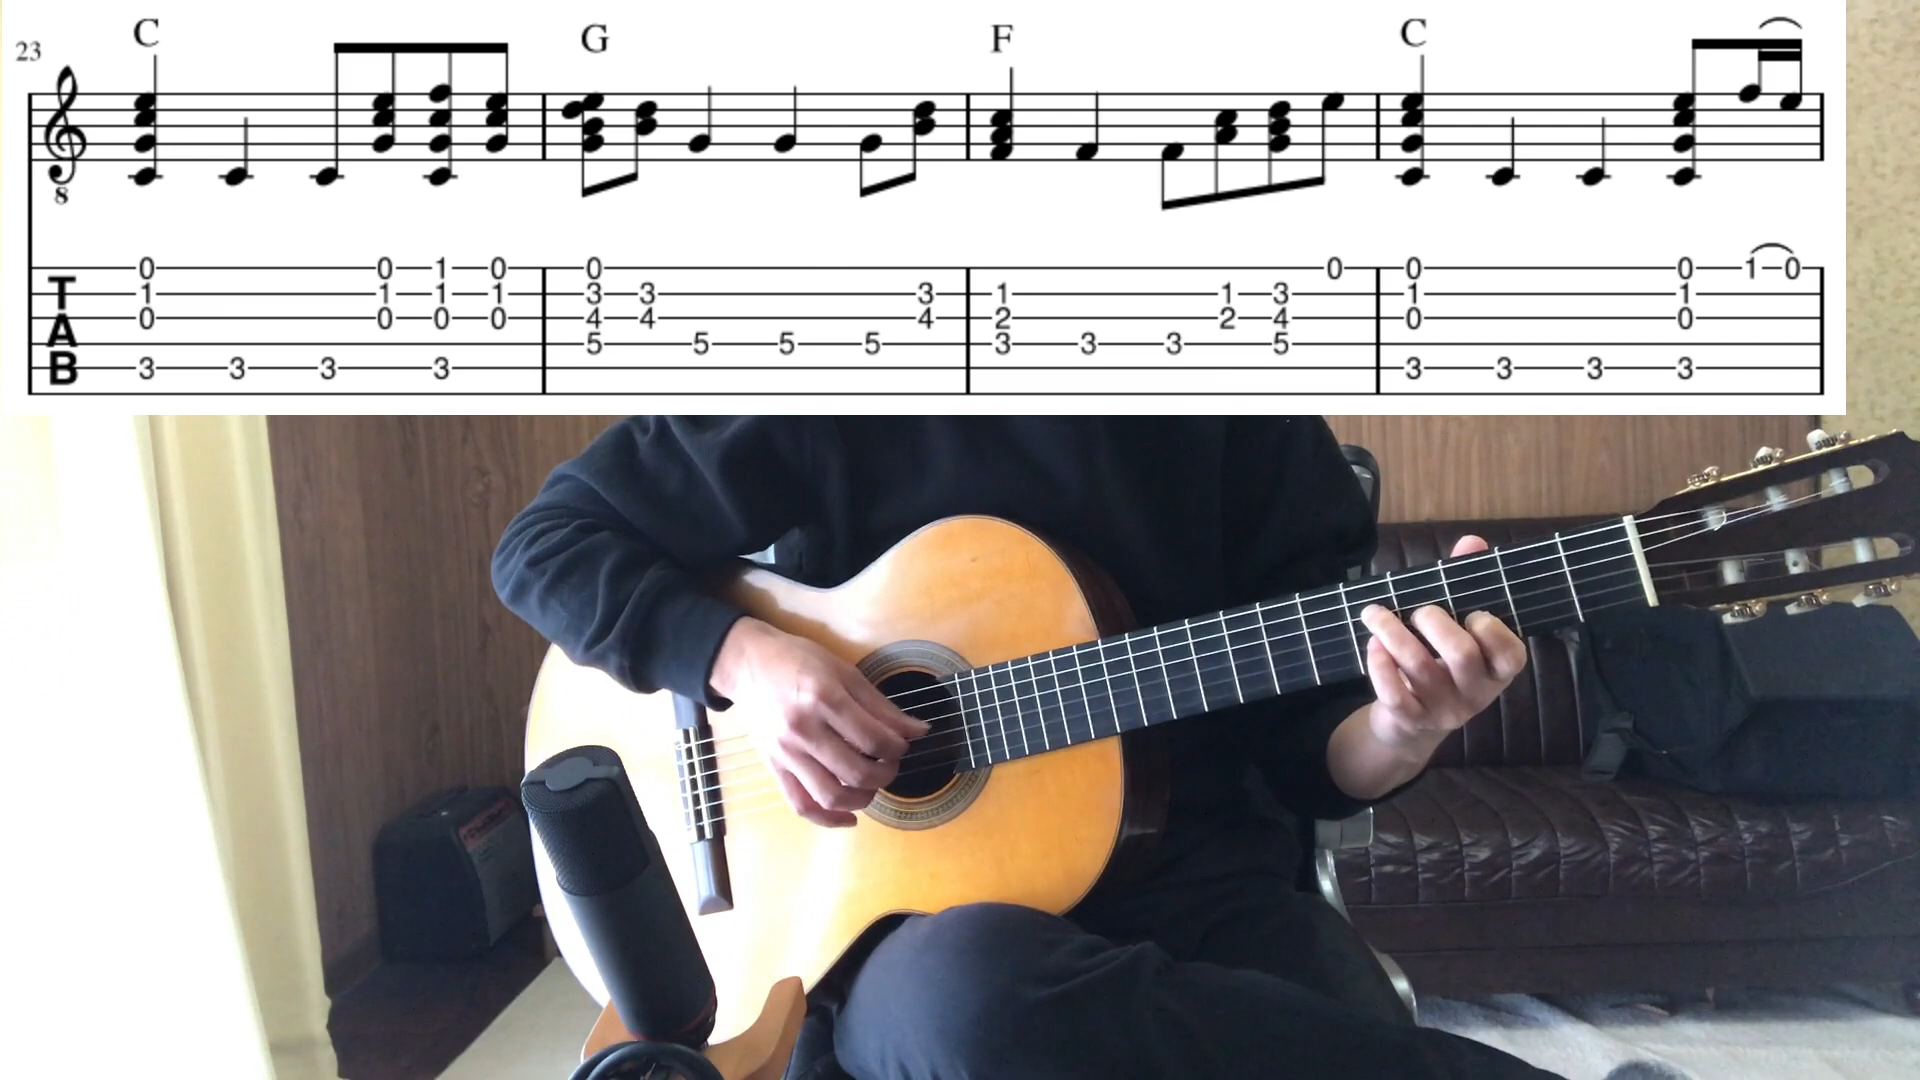 C G F C
23
8
0 0 1 0 0 0 0 0 1 0
1 1 1 1 3 3 3 1 1 3 1 1
T
0 0 0 0 4 4 4 2 2 4 0 0
A
5 5 5 5 3 3 3 5
B
3 3 3 3 3 3 3 3